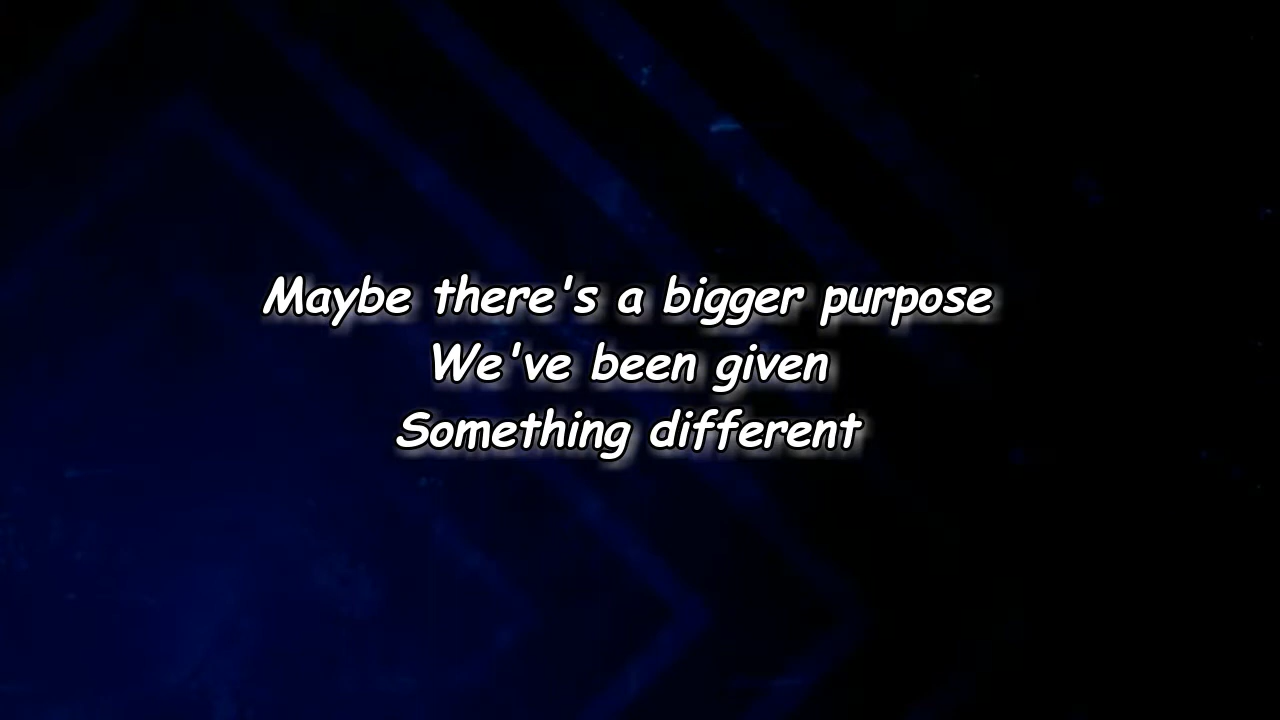 Maybe there's a bigger purpose
We've been given
Something different